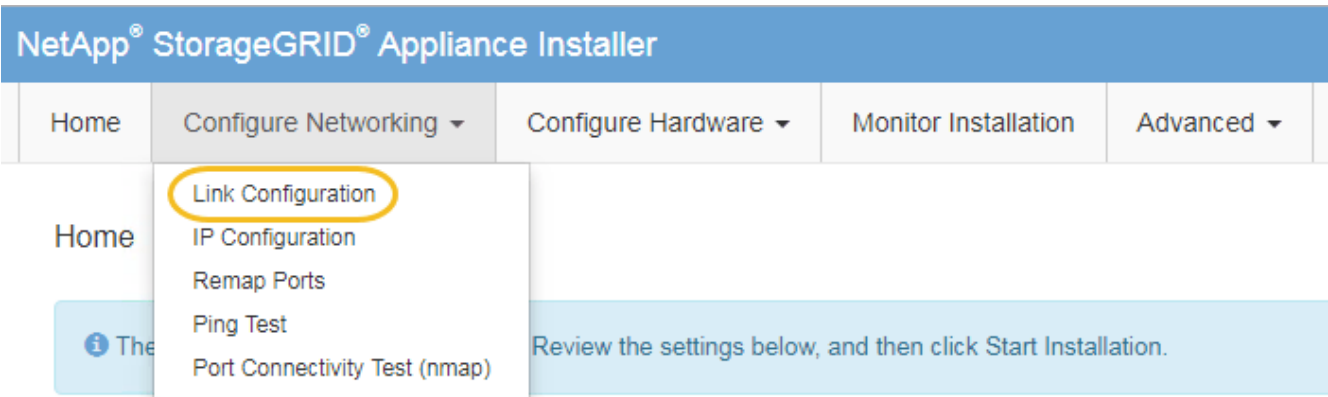 NetApp® StorageGRID® Appliance Installer
Home Configure Networking Configure Hardware Monitor Installation Advanced
Link Configuration
Home IP Configuration
Remap Ports
Ping Test
The Review the settings below, and then click Start Installation.
Port Connectivity Test (nmap)